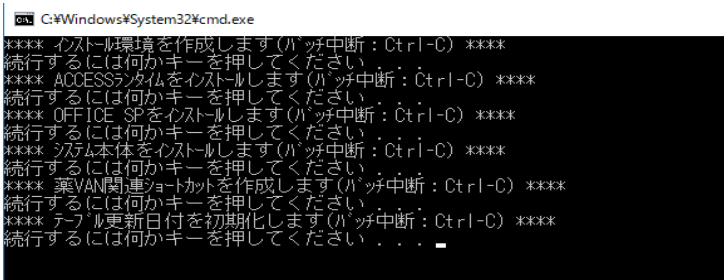 C:¥Windows¥System32¥cmd.exe
**** ｲﾝｽﾄｰﾙ環境を作成します(ﾊﾞｯﾁ中断：Ctrl-C) ****
続行するには何かキーを押してください . . .
**** ACCESSﾗﾝﾀｲﾑをｲﾝｽﾄｰﾙします(ﾊﾞｯﾁ中断：Ctrl-C) ****
続行するには何かキーを押してください . . .
**** OFFICE SPをｲﾝｽﾄｰﾙします(ﾊﾞｯﾁ中断：Ctrl-C) ****
続行するには何かキーを押してください . . .
**** ｼｽﾃﾑ本体をｲﾝｽﾄｰﾙします(ﾊﾞｯﾁ中断：Ctrl-C) ****
続行するには何かキーを押してください . . .
**** 薬VAN関連ｼｮｰﾄｶｯﾄを作成します(ﾊﾞｯﾁ中断：Ctrl-C) ****
続行するには何かキーを押してください . . .
**** ﾃｰﾌﾞﾙ更新日付を初期化します(ﾊﾞｯﾁ中断：Ctrl-C) ****
続行するには何かキーを押してください . . .